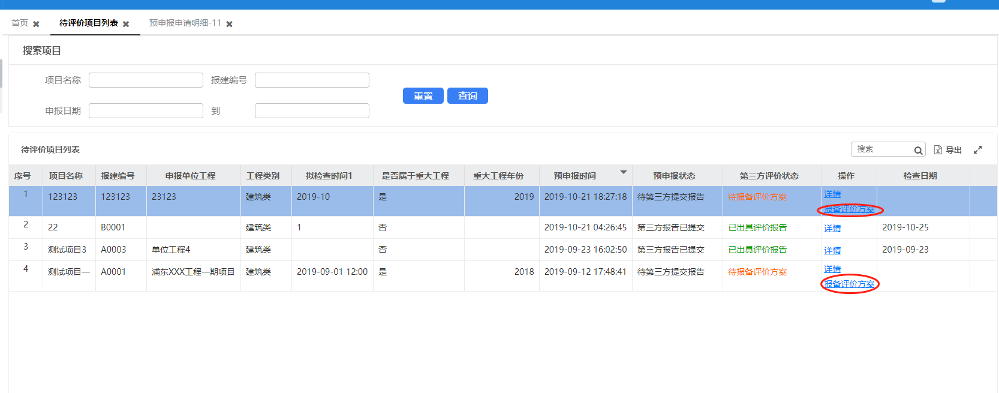 首页 待评价项目列表 预申报申请明细-11
搜索项目
项目名称 报建编号
重置 查询
申报日期 到
待评价项目列表 搜索 导出
序号 项目名称 报建编号 申报单位工程 工程类别 拟检查时间1 是否属于重大工程 重大工程年份 预申报时间 预申报状态 第三方评价状态 操作 检查日期
1 123123 123123 23123 建筑类 2019-10 是 2019 2019-10-21 18:27:18 待第三方提交报告 待报备评价方案 详情
报备评价方案
2 22 B0001 建筑类 1 否 2019-10-21 04:26:45 第三方报告已提交 已出具评价报告 详情 2019-10-25
3 测试项目3 A0003 单位工程4 建筑类 否 2019-09-23 16:02:50 第三方报告已提交 已出具评价报告 详情 2019-09-23
4 测试项目一 A0001 浦东XXX工程一期项目 建筑类 2019-09-01 12:00 是 2018 2019-09-12 17:48:41 待第三方提交报告 待报备评价方案 详情
报备评价方案